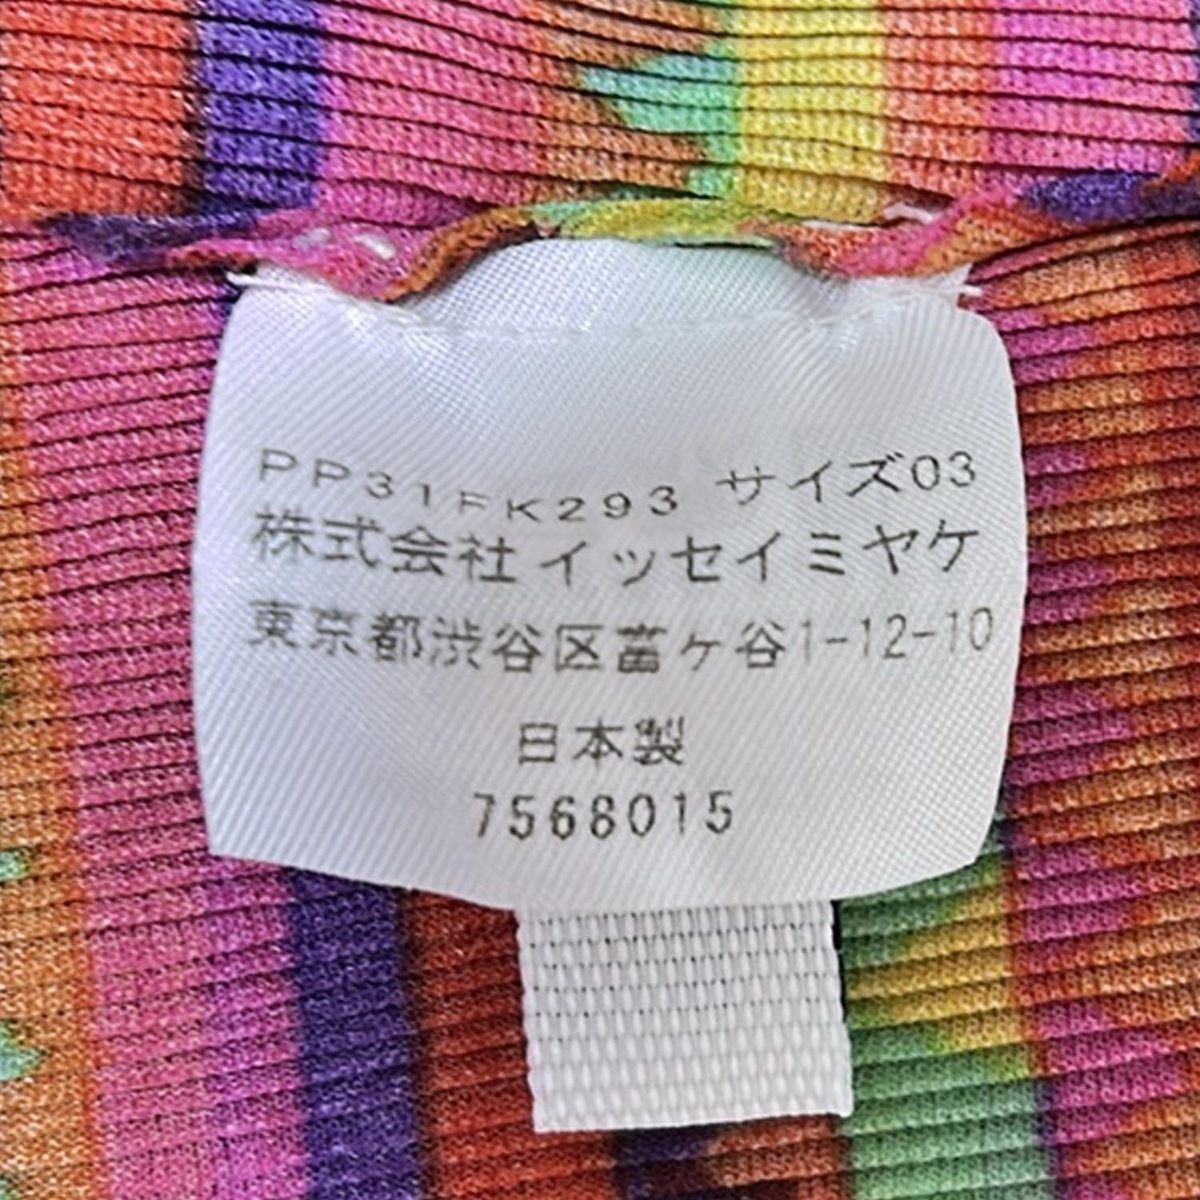 PP31FK293 サイズ03
株式会社イッセイミヤケ
東京都渋谷区富ヶ谷1-12-10
日本製
7568015